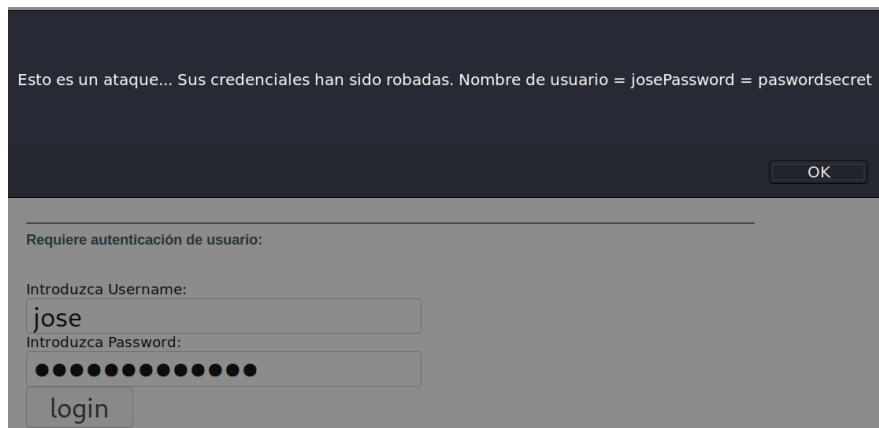 Esto es un ataque... Sus credenciales han sido robadas. Nombre de usuario = josePassword = paswordsecret
OK
Requiere autenticación de usuario:
Introduzca Username:
jose
Introduzca Password:
●●●●●●●●●●●●●
login